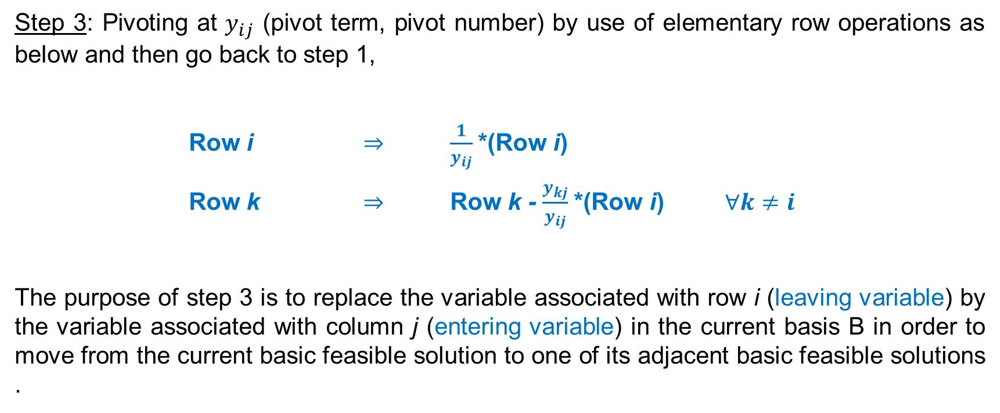 Step 3: Pivoting at y_{ij} (pivot term, pivot number) by use of elementary row operations as
below and then go back to step 1,
Row i ⇒ \frac{1}{y_{ij}} *(Row i)
Row k ⇒ Row k - \frac{y_{kj}}{y_{ij}} *(Row i) ∀k ≠ i
The purpose of step 3 is to replace the variable associated with row i (leaving variable) by
the variable associated with column j (entering variable) in the current basis B in order to
move from the current basic feasible solution to one of its adjacent basic feasible solutions
.